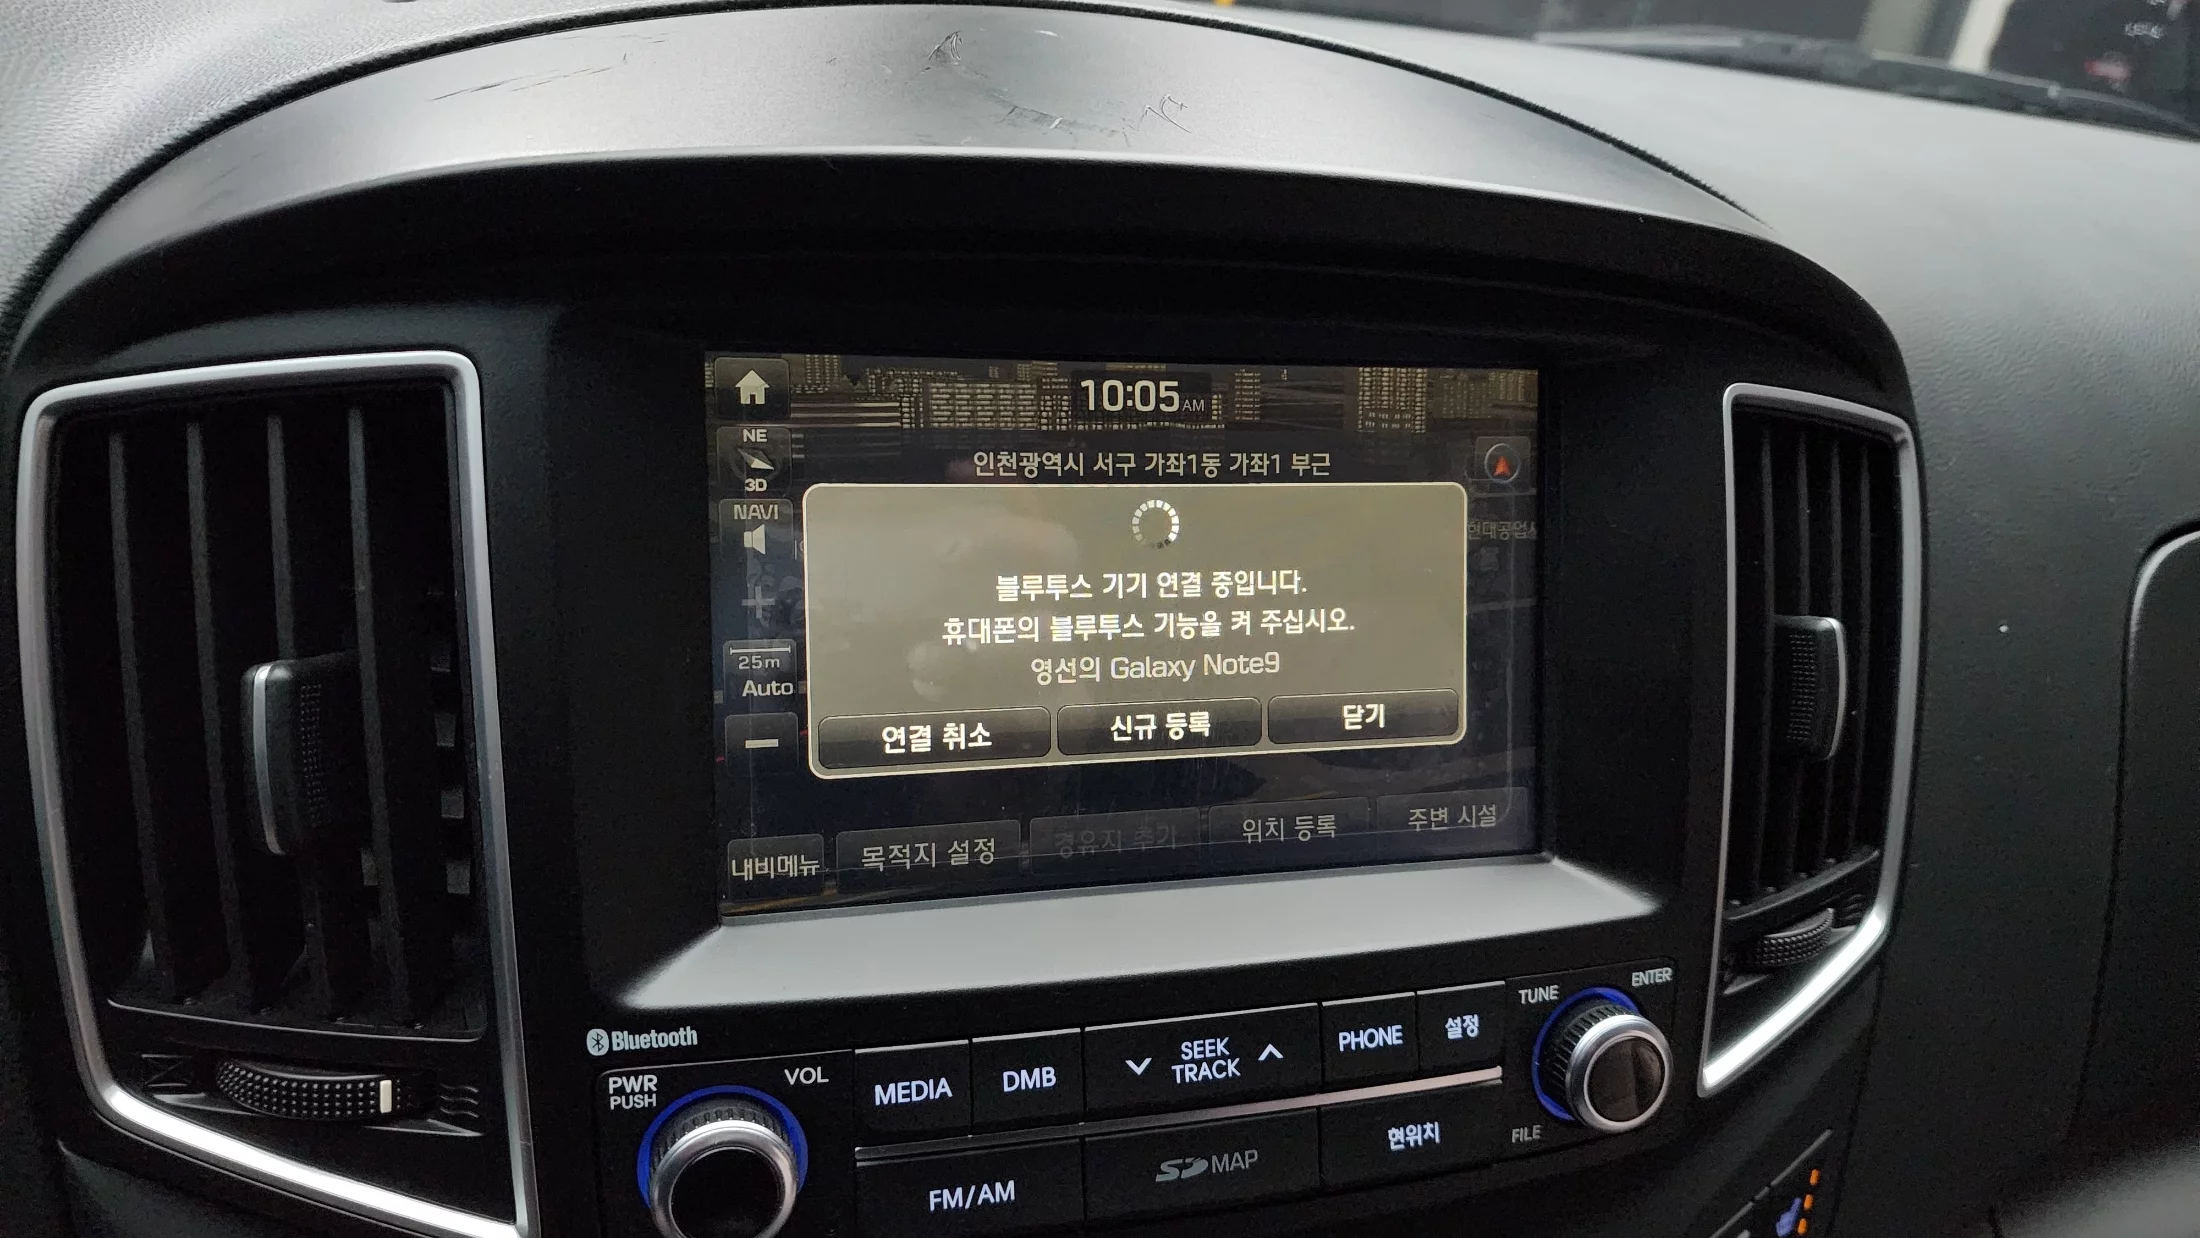 10:05 AM
NE
3D
인천광역시 서구 가좌1동 가좌1 부근
NAVI
블루투스 기기 연결 중입니다.
휴대폰의 블루투스 기능을 켜 주십시오.
영선의 Galaxy Note9
25m
Auto
연결 취소 신규 등록 닫기
내비메뉴 목적지 설정 경유지 추가 위치 등록 주변 시설
Bluetooth
PWR
PUSH
VOL
MEDIA
DMB
SEEK
TRACK
PHONE
설정
TUNE
ENTER
FM/AM
SD MAP
현위치
FILE